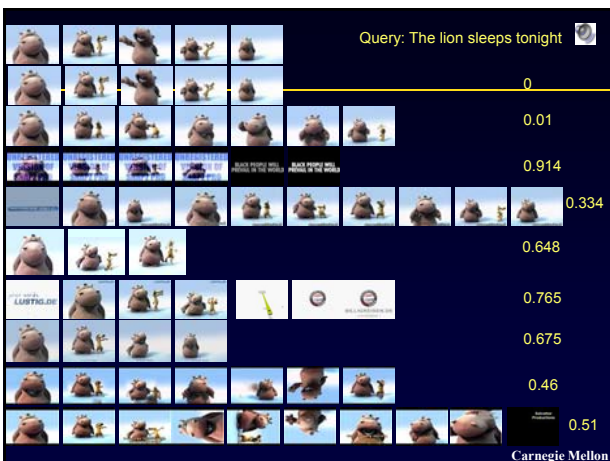 Query: The lion sleeps tonight
0
0.01
BLACK PEOPLE WILL PREVAIL IN THE WORLD
BLACK PEOPLE WILL PREVAIL IN THE WORLD
0.914
0.334
0.648
LUSTIG.DE
0.765
0.675
0.46
0.51
Carnegie Mellon